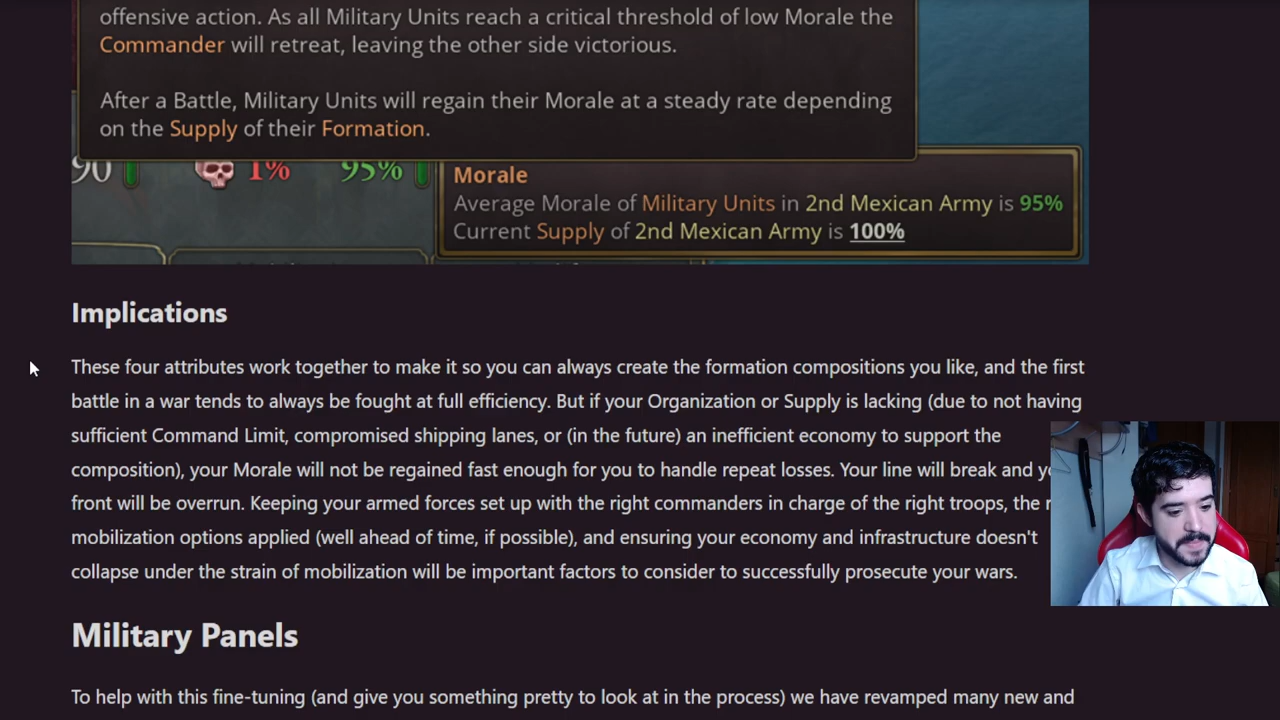 offensive action. As all Military Units reach a critical threshold of low Morale the
Commander will retreat, leaving the other side victorious.
After a Battle, Military Units will regain their Morale at a steady rate depending
on the Supply of their Formation.
90 1% 95%
Morale
Average Morale of Military Units in 2nd Mexican Army is 95%
Current Supply of 2nd Mexican Army is 100%
Implications
These four attributes work together to make it so you can always create the formation compositions you like, and the first
battle in a war tends to always be fought at full efficiency. But if your Organization or Supply is lacking (due to not having
sufficient Command Limit, compromised shipping lanes, or (in the future) an inefficient economy to support the
composition), your Morale will not be regained fast enough for you to handle repeat losses. Your line will break and
front will be overrun. Keeping your armed forces set up with the right commanders in charge of the right troops, the
mobilization options applied (well ahead of time, if possible), and ensuring your economy and infrastructure doesn't
collapse under the strain of mobilization will be important factors to consider to successfully prosecute your wars.
Military Panels
To help with this fine-tuning (and give you something pretty to look at in the process) we have revamped many new and